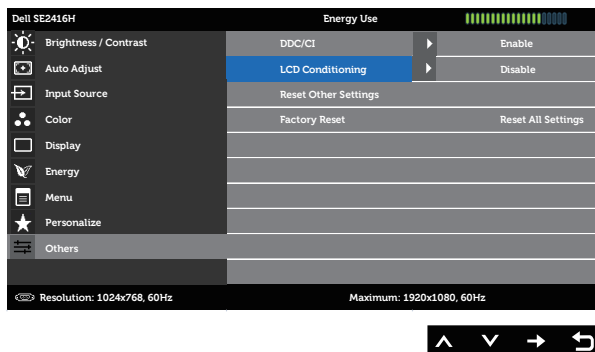 Dell SE2416H Energy Use
Brightness / Contrast DDC/CI Enable
Auto Adjust LCD Conditioning Disable
Input Source Reset Other Settings
Color Factory Reset Reset All Settings
Display
Energy
Menu
Personalize
Others
Resolution: 1024x768, 60Hz Maximum: 1920x1080, 60Hz